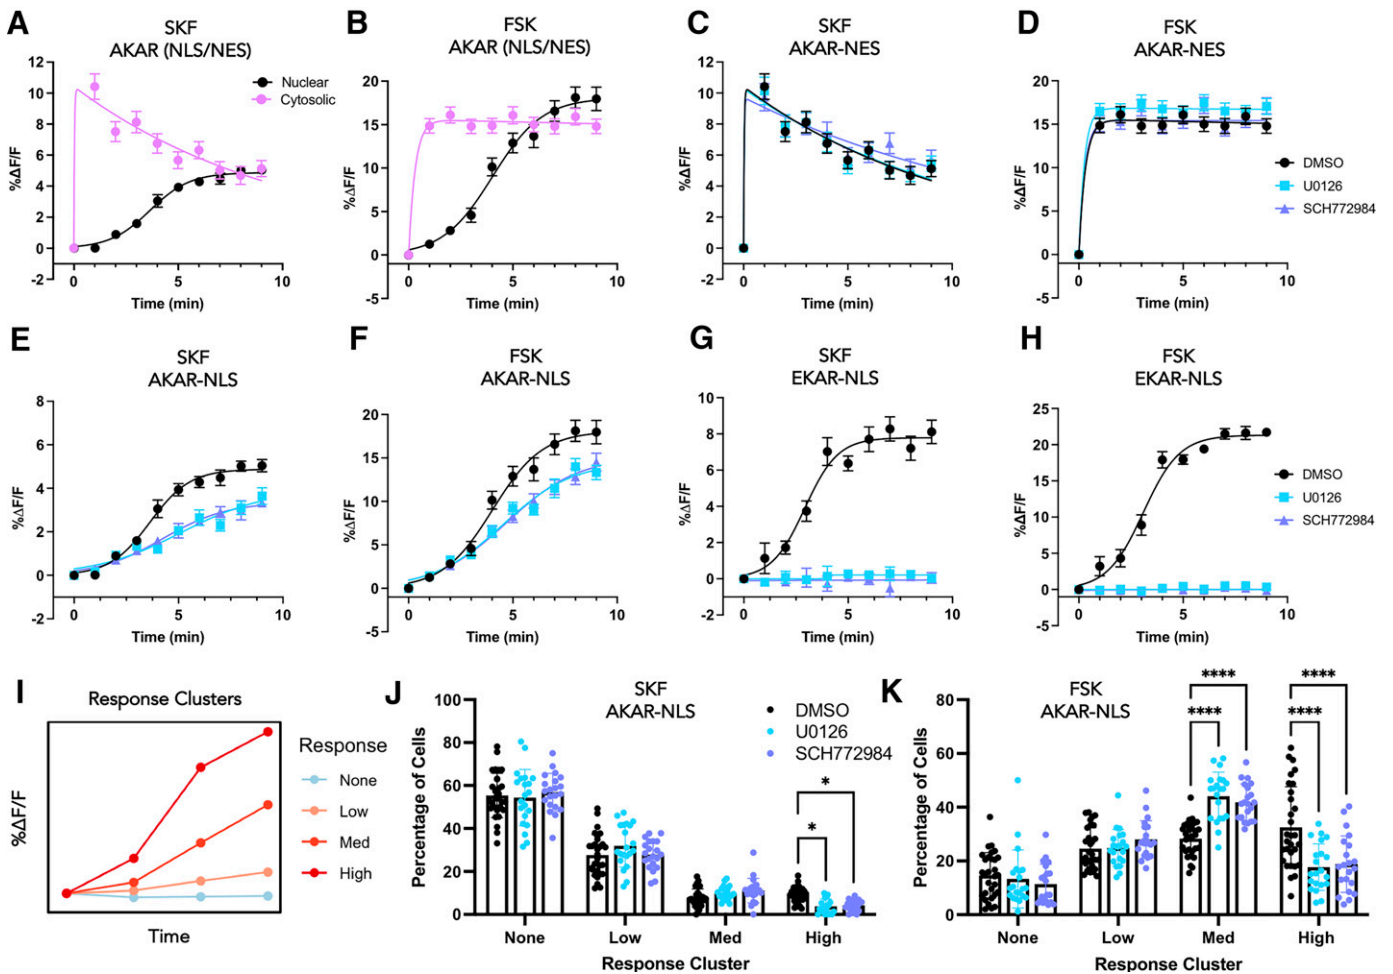 A
SKF
AKAR (NLS/NES)
%ΔF/F
12
10
8
6
4
2
0
-2
0
5
10
Time (min)
Nuclear
Cytosolic
B
FSK
AKAR (NLS/NES)
%ΔF/F
20
15
10
5
0
-5
0
5
10
Time (min)
C
SKF
AKAR-NES
%ΔF/F
12
10
8
6
4
2
0
-2
0
5
10
Time (min)
D
FSK
AKAR-NES
%ΔF/F
20
15
10
5
0
-5
0
5
10
Time (min)
DMSO
U0126
SCH772984
E
SKF
AKAR-NLS
%ΔF/F
8
6
4
2
0
-2
0
5
10
Time (min)
F
FSK
AKAR-NLS
%ΔF/F
20
15
10
5
0
-5
0
5
10
Time (min)
G
SKF
EKAR-NLS
%ΔF/F
10
8
6
4
2
0
-2
0
5
10
Time (min)
H
FSK
EKAR-NLS
%ΔF/F
25
20
15
10
5
0
-5
0
5
10
Time (min)
DMSO
U0126
SCH772984
I
Response Clusters
%ΔF/F
Time
Response
None
Low
Med
High
J
SKF
AKAR-NLS
Percentage of Cells
100
80
60
40
20
0
DMSO
U0126
SCH772984
*
*
None
Low
Med
High
Response Cluster
K
FSK
AKAR-NLS
Percentage of Cells
80
60
40
20
0
****
****
****
****
None
Low
Med
High
Response Cluster